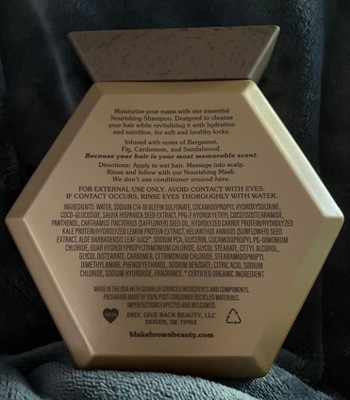 Moisturize your mane with our essential
Nourishing Shampoo. Designed to cleanse
your hair while revitalizing it with hydration
and nutrition, for soft and healthy locks.
Infused with notes of Bergamot,
Fig, Cardamom, and Sandalwood.
Because your hair is your most memorable scent.
Directions: Apply to wet hair. Massage into scalp.
Rinse and follow with our Nourishing Mask.
We don't use conditioner around here.
FOR EXTERNAL USE ONLY. AVOID CONTACT WITH EYES.
IF CONTACT OCCURS, RINSE EYES THOROUGHLY WITH WATER.
INGREDIENTS: WATER, SODIUM C14-16 OLEFIN SULFONATE, COCAMIDOPROPYL HYDROXYSULTAINE,
COCO-GLUCOSIDE, SALVIA HISPANICA SEED EXTRACT, PPG-2 HYDROXYETHYL COCO/ISOSTEARAMIDE,
PANTHENOL, CARTHAMUS TINCTORIUS (SAFFLOWER) SEED OIL, HYDROLYZED CARROT PROTEIN/HYDROLYZED
KALE PROTEIN/HYDROLYZED LEMON PROTEIN EXTRACT, HELIANTHUS ANNUUS (SUNFLOWER) SEED
EXTRACT, ALOE BARBADENSIS LEAF JUICE*, SODIUM PCA, GLYCERIN, COCAMIDOPROPYL PG-DIMONIUM
CHLORIDE, GUAR HYDROXYPROPYLTRIMONIUM CHLORIDE, GLYCOL STEARATE, CETYL ALCOHOL,
GLYCOL DISTEARATE, CARBOMER, CETRIMONIUM CHLORIDE, STEARAMIDOPROPYL
DIMETHYLAMINE, PHENOXYETHANOL, SODIUM BENZOATE, CITRIC ACID, SODIUM
CHLORIDE, SODIUM HYDROXIDE, FRAGRANCE. * CERTIFIED ORGANIC INGREDIENT
MADE IN THE USA WITH GLOBALLY SOURCED INGREDIENTS AND COMPONENTS.
PACKAGING MADE FROM POST-CONSUMER RECYCLED MATERIALS.
IMPERFECTIONS EXPECTED AND WELCOMED.
DIST. GIVE BACK BEAUTY, LLC
DOVER, DE 19901
blakebrownbeauty.com